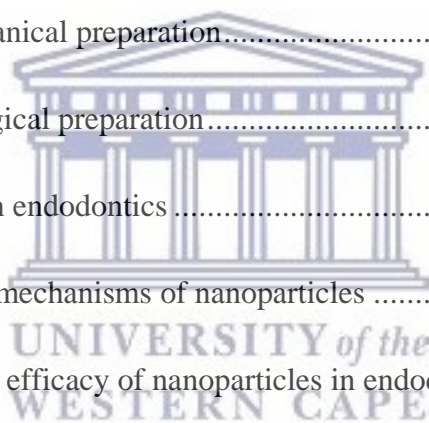 anical preparation..............................
gical preparation................................
n endodontics ....................................
mechanisms of nanoparticles .......
UNIVERSITY of the
efficacy of nanoparticles in endo
WESTERN CAPE